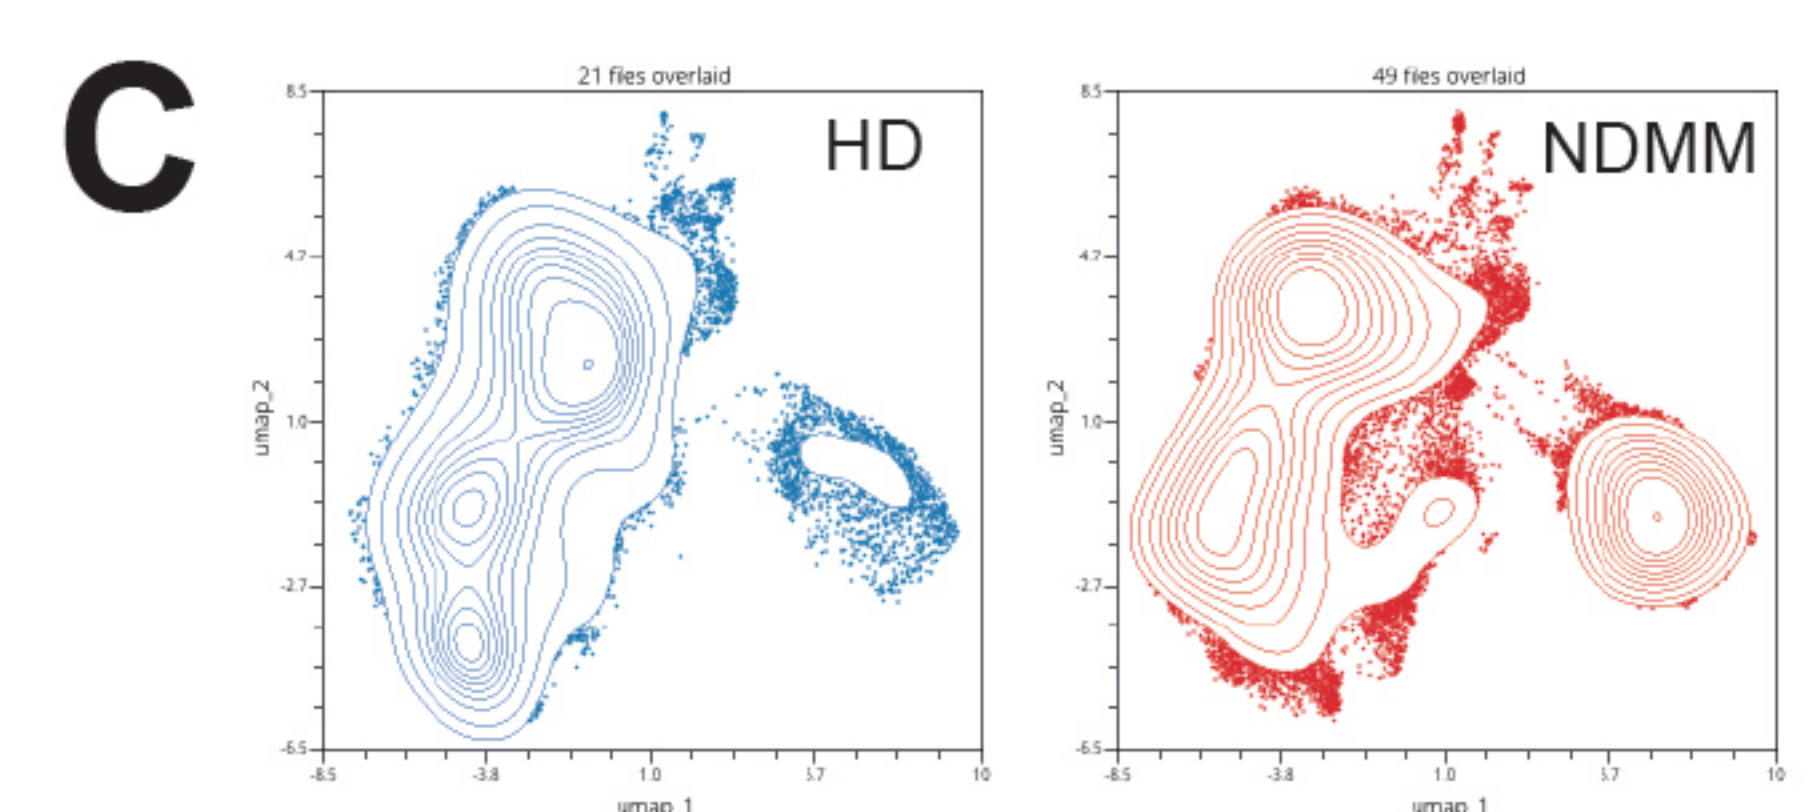 C
21 files overlaid
HD
8.5
4.7
1.0
-2.7
-6.5
umap_2
-8.5 -3.8 1.0 5.7 10
umap_1
49 files overlaid
NDMM
8.5
4.7
1.0
-2.7
-6.5
umap_2
-8.5 -3.8 1.0 5.7 10
umap_1